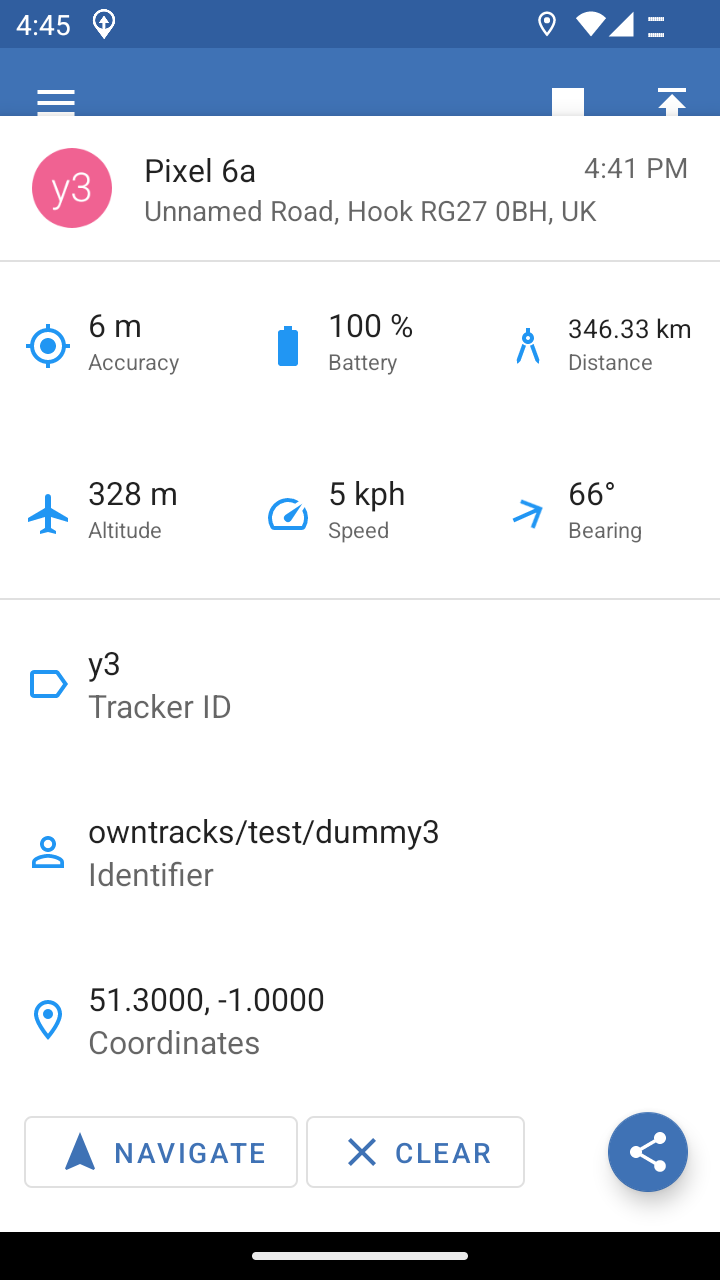 4:45
y3
Pixel 6a
4:41 PM
Unnamed Road, Hook RG27 0BH, UK
6 m
Accuracy
100 %
Battery
346.33 km
Distance
328 m
Altitude
5 kph
Speed
66°
Bearing
y3
Tracker ID
owntracks/test/dummy3
Identifier
51.3000, -1.0000
Coordinates
NAVIGATE
CLEAR